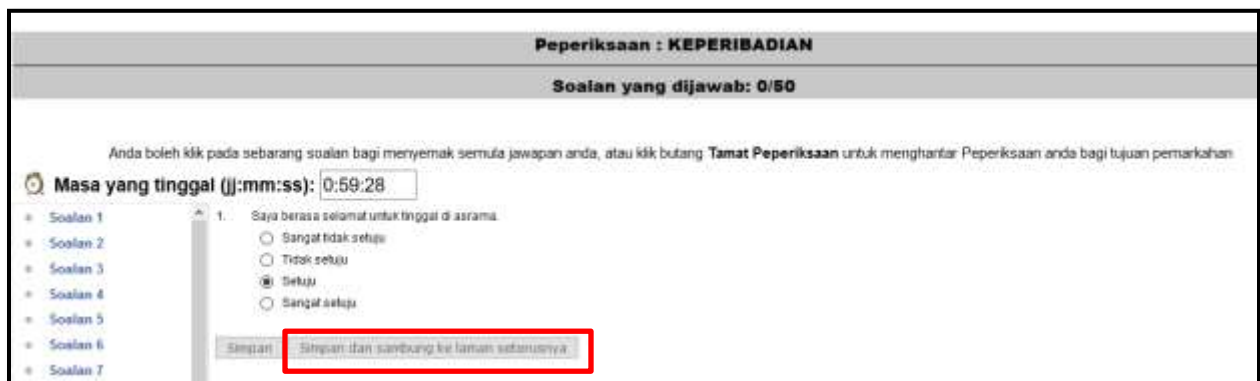 Peperiksaan : KEPERIBADIAN
Soalan yang dijawab: 0/50
Anda boleh klik pada sebarang soalan bagi menyemak semula jawapan anda, atau klik butang Tamat Peperiksaan untuk menghantar Peperiksaan anda bagi tujuan pemarkahan
Masa yang tinggal (jj:mm:ss): 0:59:28
Soalan 1
Soalan 2
Soalan 3
Soalan 4
Soalan 5
Soalan 6
Soalan 7
1. Saya berasa selamat untuk tinggal di asrama.
Sangat tidak setuju
Tidak setuju
Setuju
Sangat setuju
Simpan Simpan dan sambung ke laman seterusnya